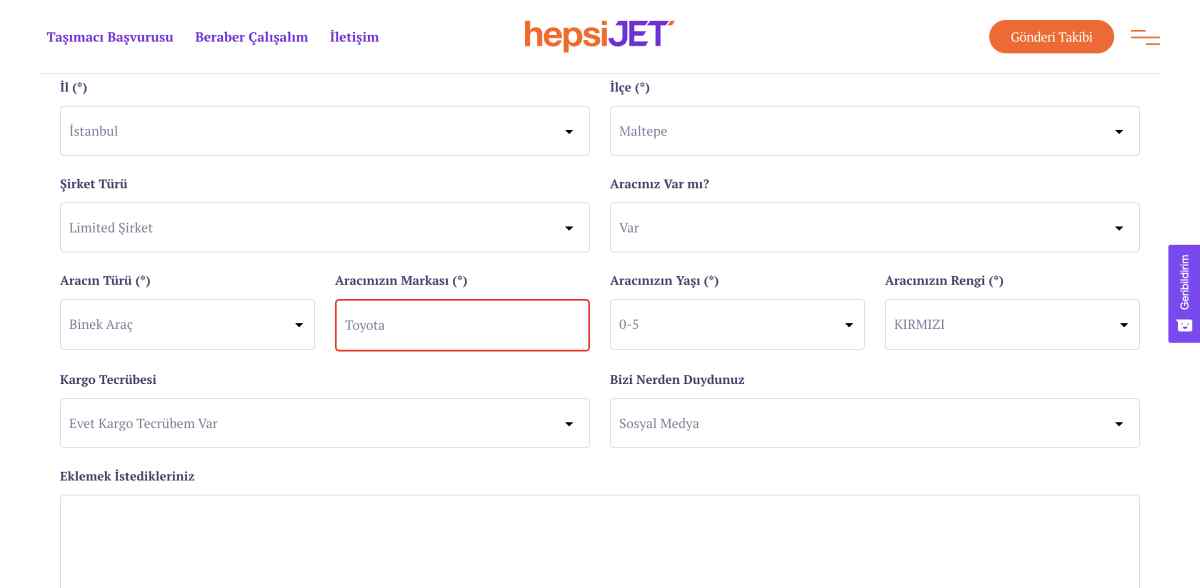 Taşımacı Başvurusu Beraber Çalışalım İletişim hepsiJET Gönderi Takibi
İl (*) İlçe (*)
İstanbul Maltepe
Şirket Türü Aracınız Var mı?
Limited Şirket Var
Aracın Türü (*) Aracınızın Markası (*) Aracınızın Yaşı (*) Aracınızın Rengi (*)
Binek Araç Toyota 0-5 KIRMIZI
Kargo Tecrübesi Bizi Nerden Duydunuz
Evet Kargo Tecrübem Var Sosyal Medya
Eklemek İstedikleriniz
Geribildirim